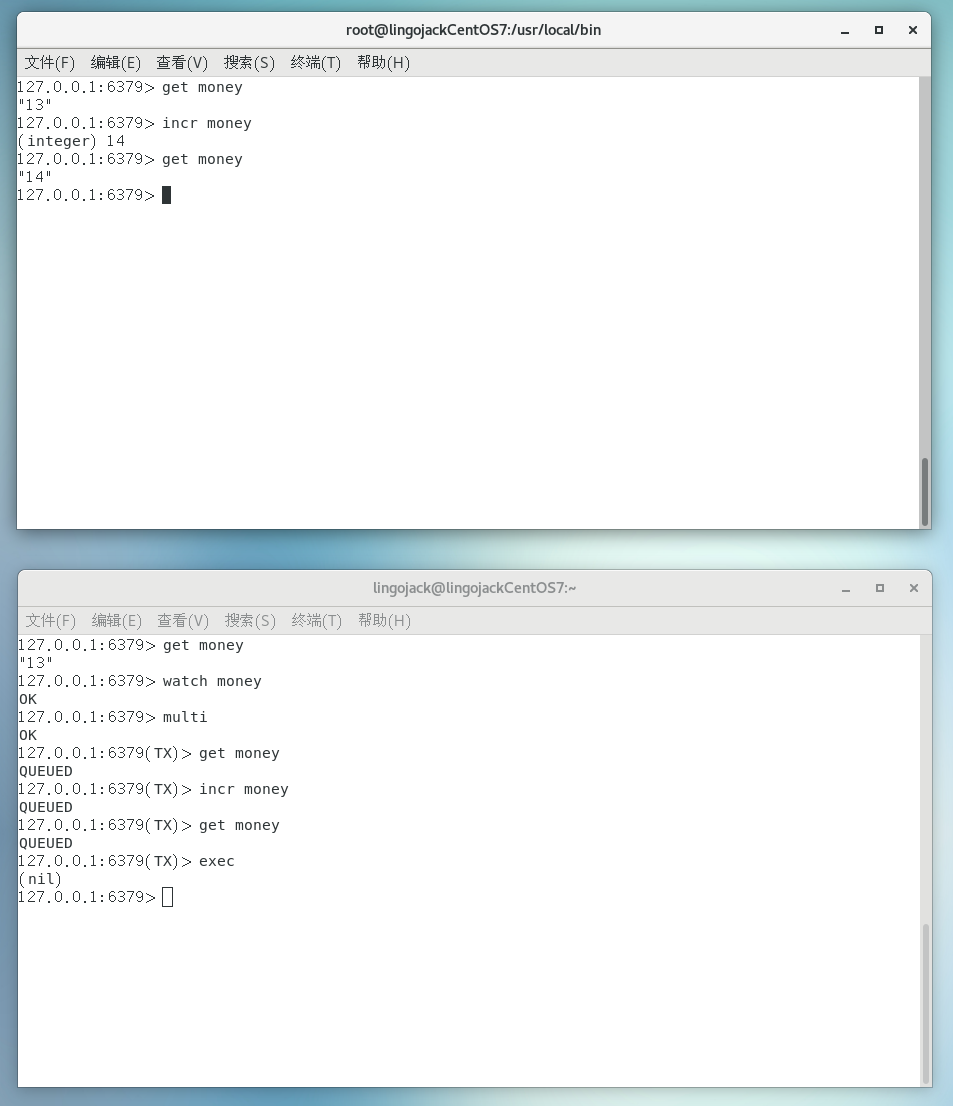 root@lingojackCentOS7:/usr/local/bin
文件(F) 编辑(E) 查看(V) 搜索(S) 终端(T) 帮助(H)
127.0.0.1:6379> get money
"13"
127.0.0.1:6379> incr money
(integer) 14
127.0.0.1:6379> get money
"14"
127.0.0.1:6379>
lingojack@lingojackCentOS7:~
文件(F) 编辑(E) 查看(V) 搜索(S) 终端(T) 帮助(H)
127.0.0.1:6379> get money
"13"
127.0.0.1:6379> watch money
OK
127.0.0.1:6379> multi
OK
127.0.0.1:6379(TX)> get money
QUEUED
127.0.0.1:6379(TX)> incr money
QUEUED
127.0.0.1:6379(TX)> get money
QUEUED
127.0.0.1:6379(TX)> exec
(nil)
127.0.0.1:6379>